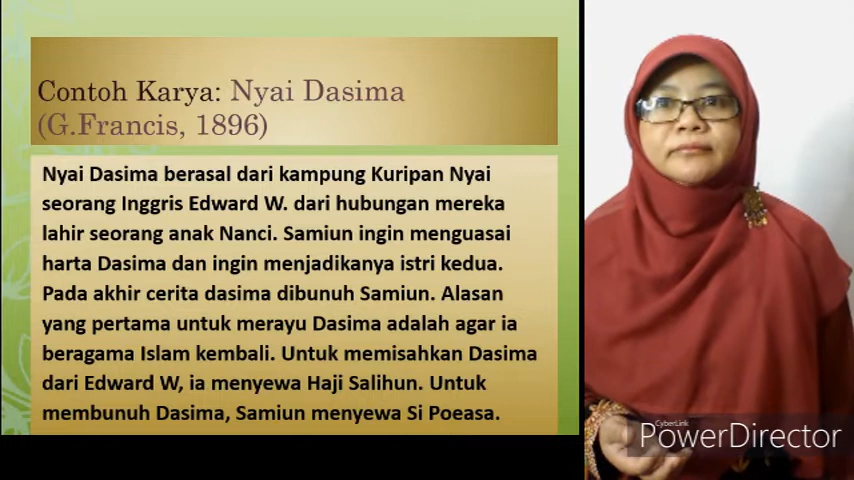 Contoh Karya: Nyai Dasima
(G.Francis, 1896)
Nyai Dasima berasal dari kampung Kuripan Nyai
seorang Inggris Edward W. dari hubungan mereka
lahir seorang anak Nanci. Samiun ingin menguasai
harta Dasima dan ingin menjadikanya istri kedua.
Pada akhir cerita dasima dibunuh Samiun. Alasan
yang pertama untuk merayu Dasima adalah agar ia
beragama Islam kembali. Untuk memisahkan Dasima
dari Edward W, ia menyewa Haji Salihun. Untuk
membunuh Dasima, Samiun menyewa Si Poeasa.
CyberLink
PowerDirector